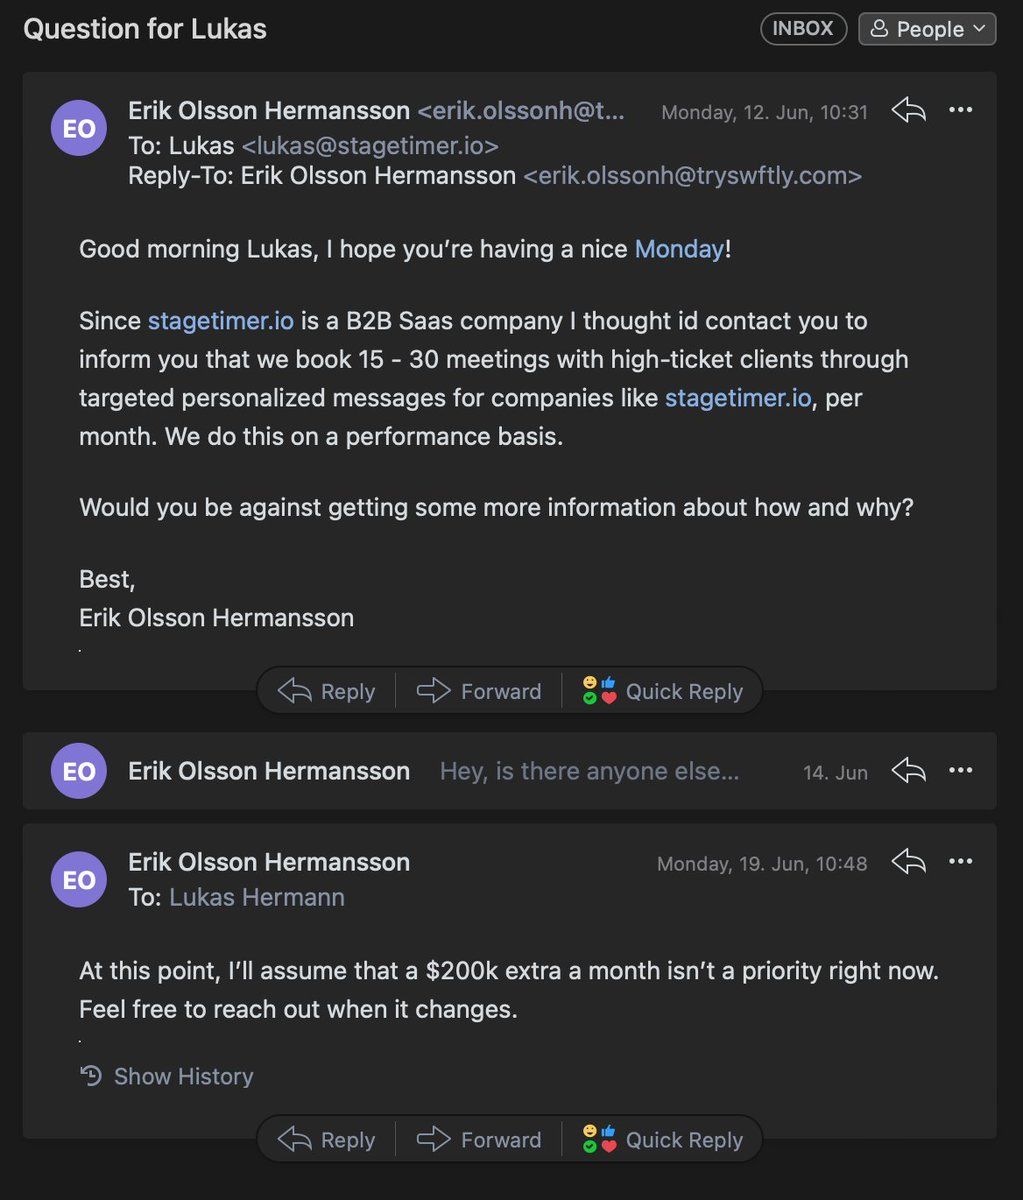 Question for Lukas
INBOX
People
EO
Erik Olsson Hermansson <erik.olssonh@t...
Monday, 12. Jun, 10:31
To: Lukas <lukas@stagetimer.io>
Reply-To: Erik Olsson Hermansson <erik.olssonh@tryswftly.com>
Good morning Lukas, I hope you’re having a nice Monday!
Since stagetimer.io is a B2B Saas company I thought id contact you to
inform you that we book 15 - 30 meetings with high-ticket clients through
targeted personalized messages for companies like stagetimer.io, per
month. We do this on a performance basis.
Would you be against getting some more information about how and why?
Best,
Erik Olsson Hermansson
.
Reply
Forward
Quick Reply
EO
Erik Olsson Hermansson
Hey, is there anyone else...
14. Jun
EO
Erik Olsson Hermansson
Monday, 19. Jun, 10:48
To: Lukas Hermann
At this point, I’ll assume that a $200k extra a month isn’t a priority right now.
Feel free to reach out when it changes.
.
Show History
Reply
Forward
Quick Reply